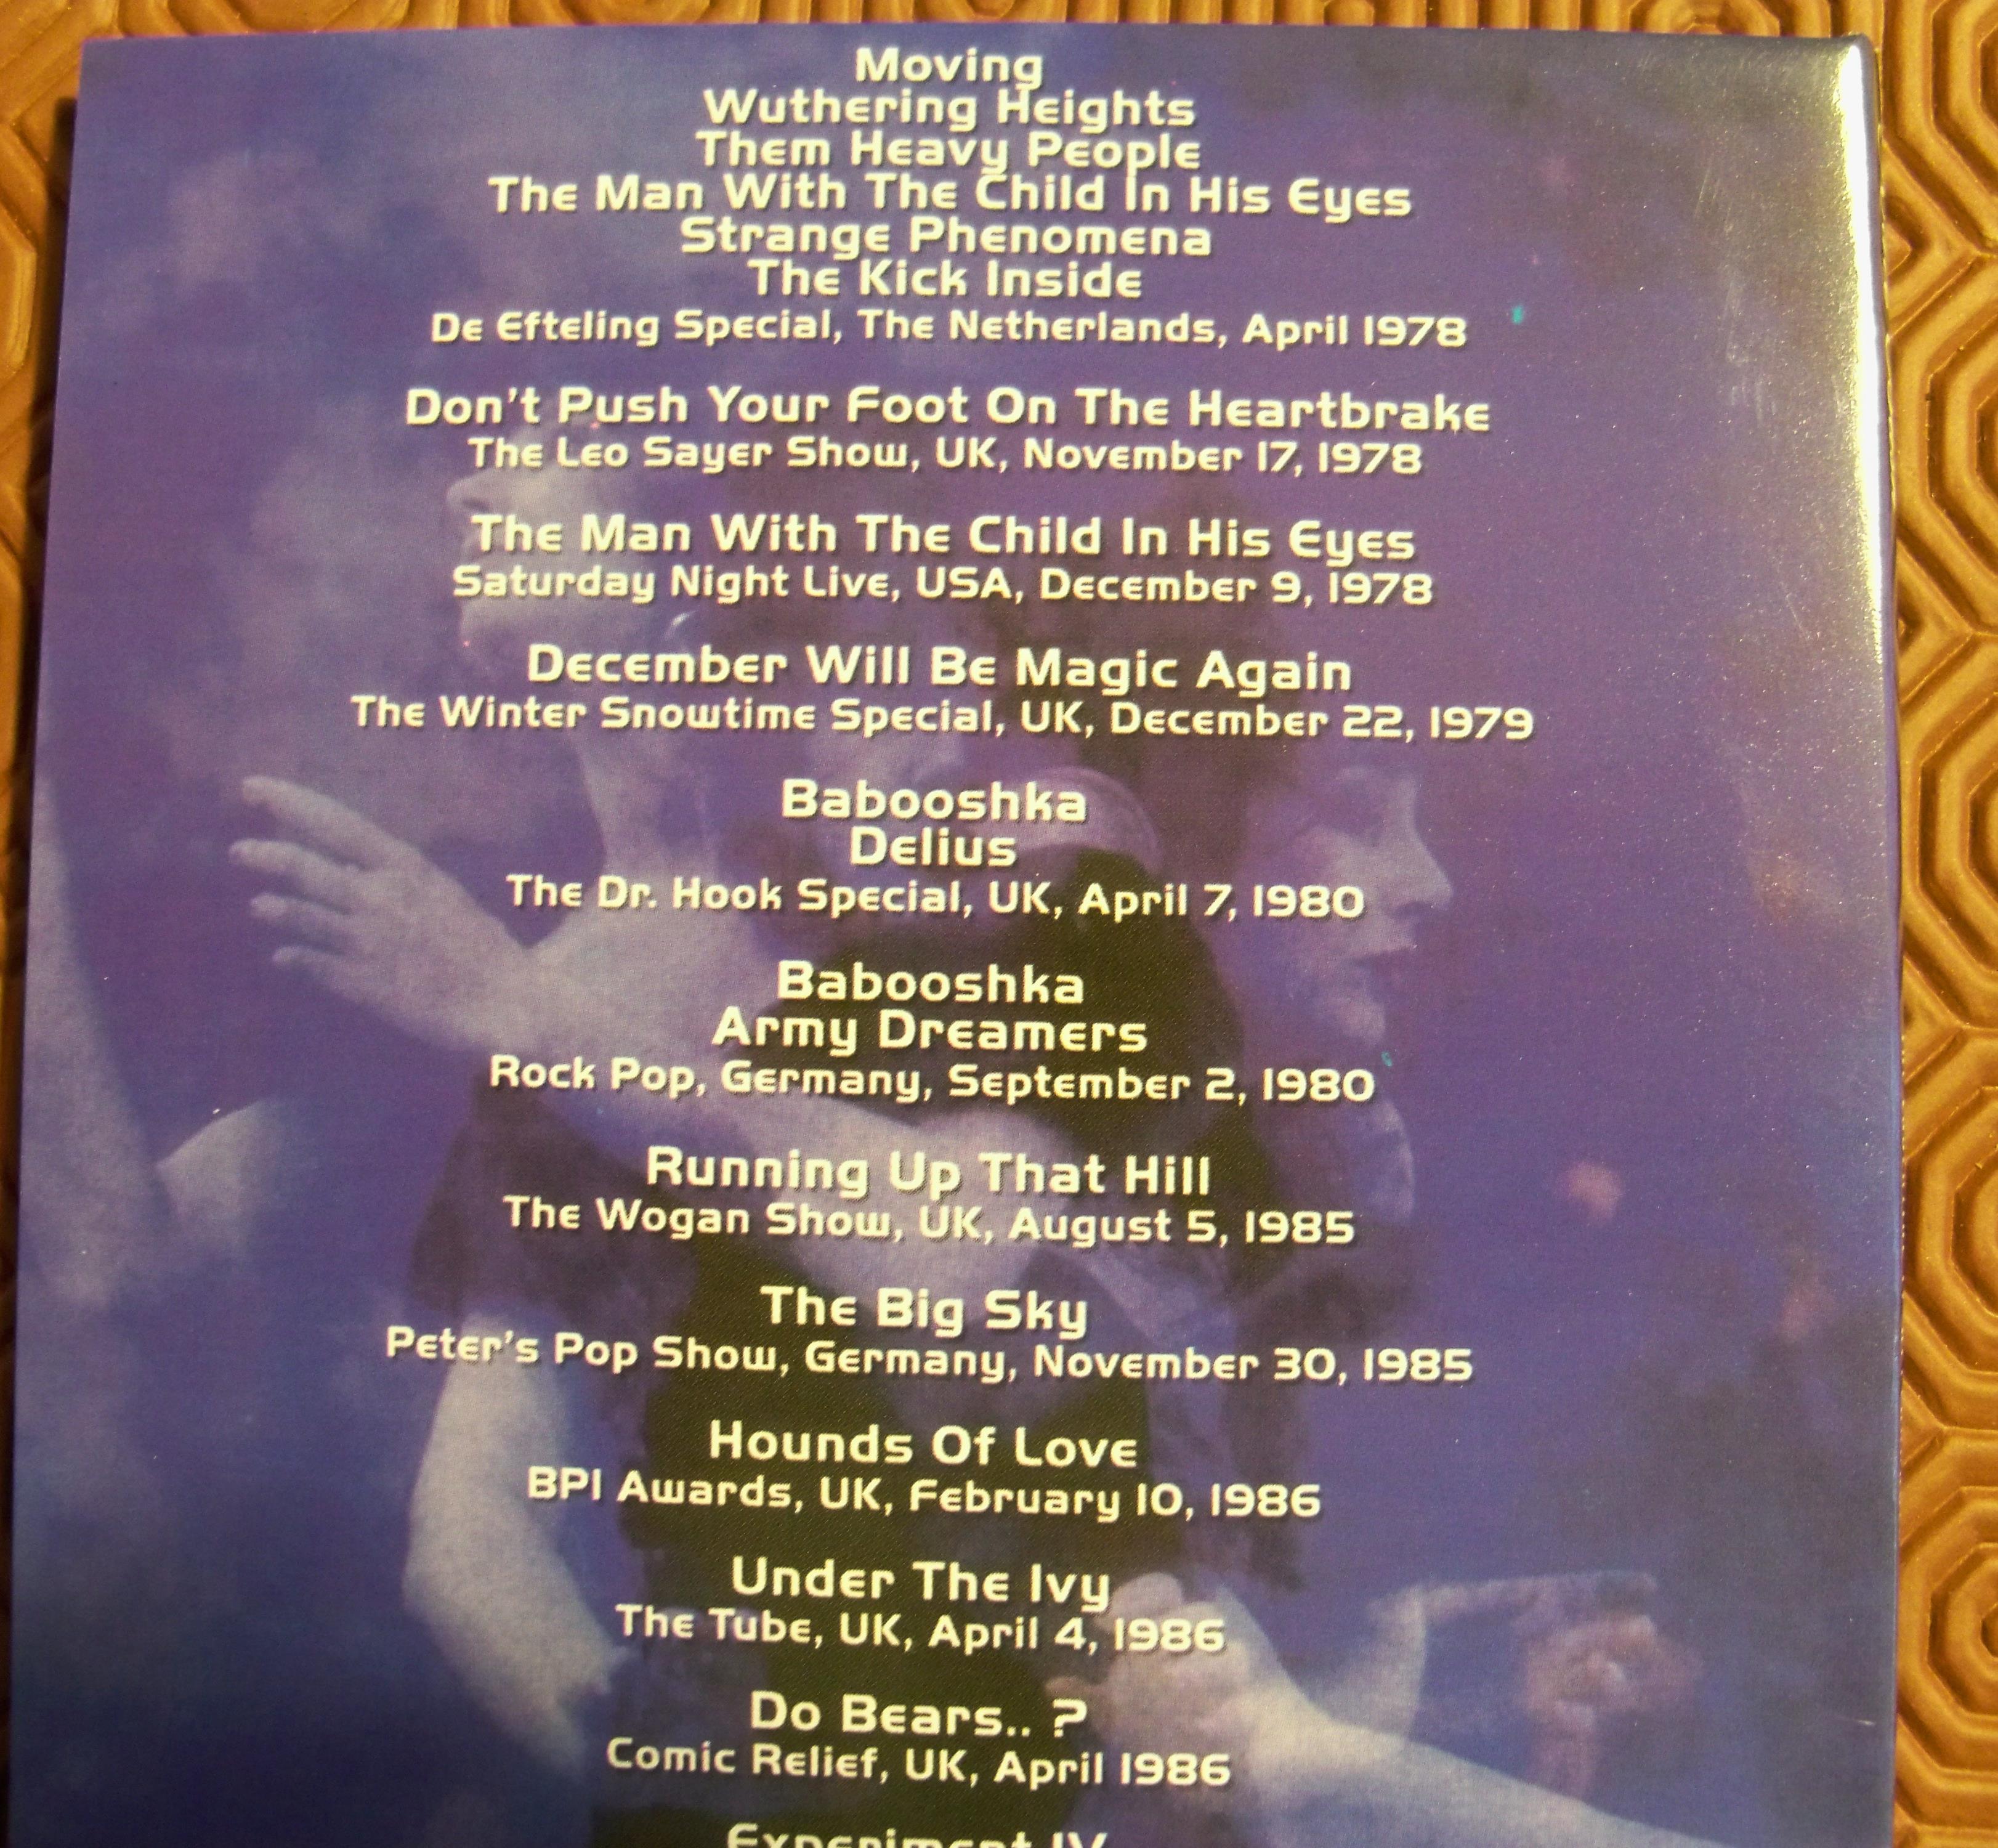 Moving
Wuthering Heights
Them Heavy People
The Man With The Child In His Eyes
Strange Phenomena
The Kick Inside
De Efteling Special, The Netherlands, April 1978
Don't Push Your Foot On The Heartbrake
The Leo Sayer Show, UK, November 17, 1978
The Man With The Child In His Eyes
Saturday Night Live, USA, December 9, 1978
December Will Be Magic Again
The Winter Snowtime Special, UK, December 22, 1979
Babooshka
Delius
The Dr. Hook Special, UK, April 7, 1980
Babooshka
Army Dreamers
Rock Pop, Germany, September 2, 1980
Running Up That Hill
The Wogan Show, UK, August 5, 1985
The Big Sky
Peter's Pop Show, Germany, November 30, 1985
Hounds Of Love
BPI Awards, UK, February 10, 1986
Under The Ivy
The Tube, UK, April 4, 1986
Do Bears.. ?
Comic Relief, UK, April 1986
Experiment IV